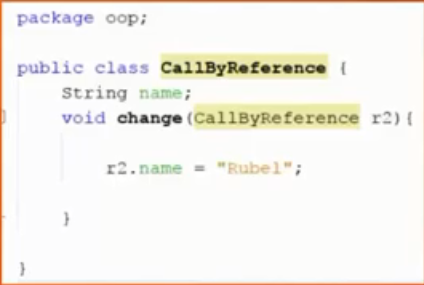 package oop;
public class CallByReference {
String name;
void change(CallByReference r2){
r2.name = "Rubel";
}
}